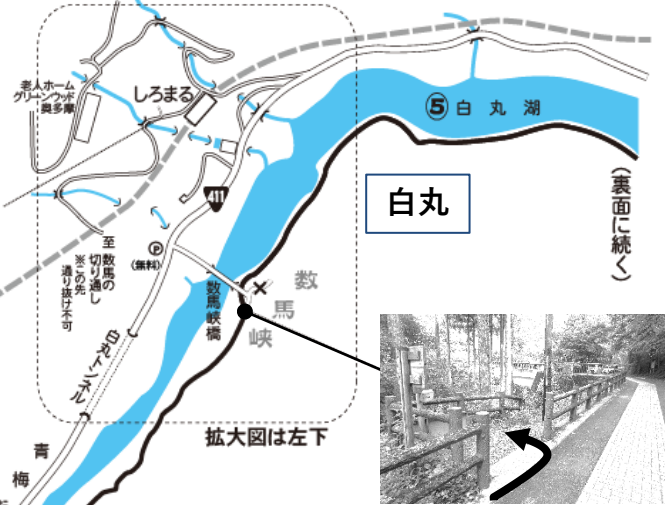 老人ホーム
グリーンウッド
奥多摩
しろまる
⑤ 白丸湖
白丸
(裏面に続く)
411
P
(無料)
至 数馬の
切り通し
※この先
通り抜け不可
数馬峡橋
数馬峡
白丸トンネル
拡大図は左下
青梅